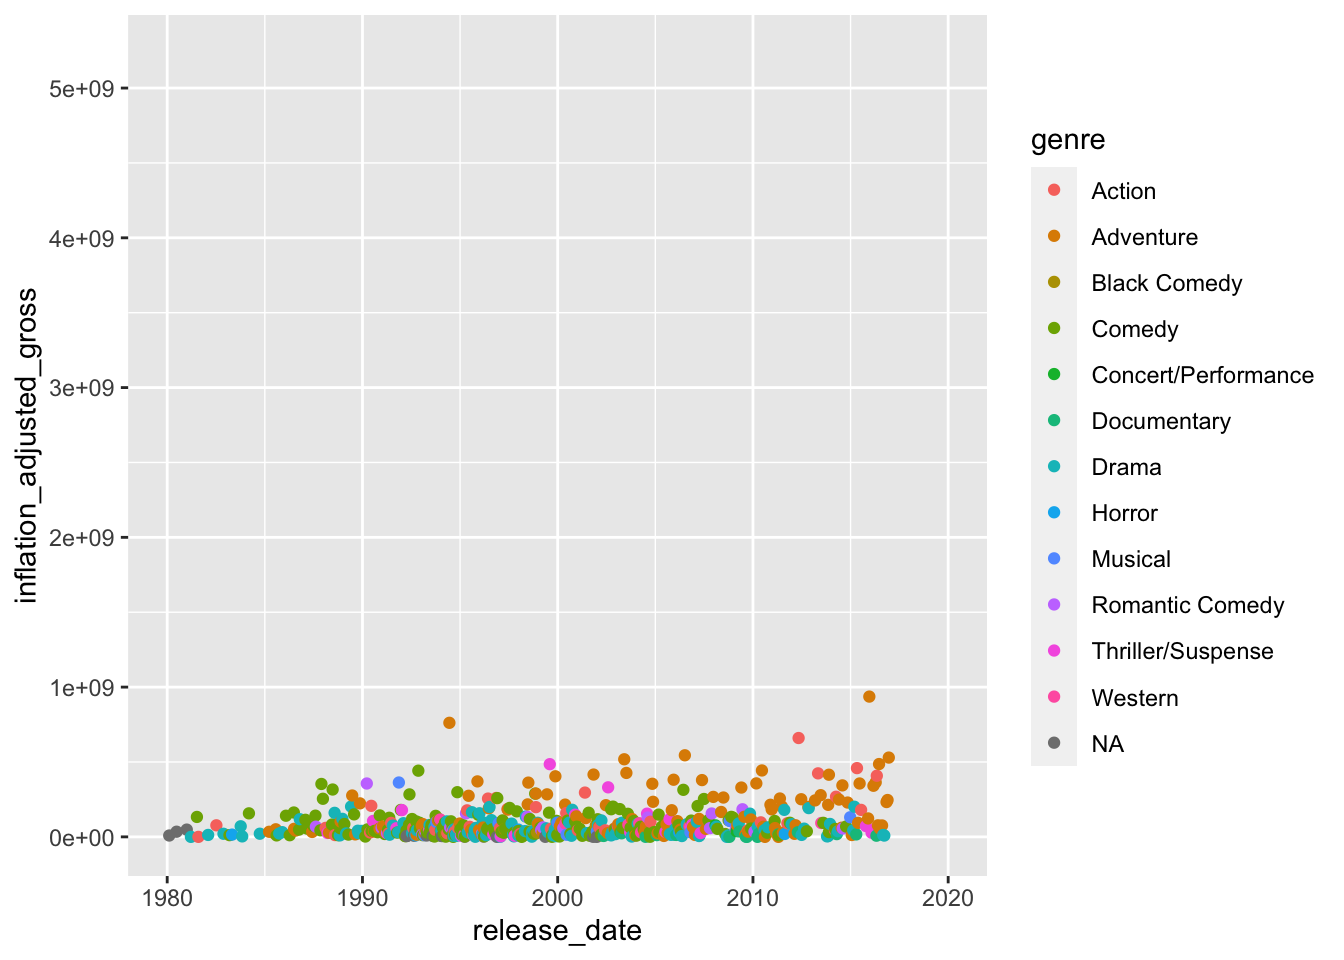 5e+09
4e+09
3e+09
2e+09
1e+09
0e+00
inflation_adjusted_gross
1980 1990 2000 2010 2020
release_date
genre
Action
Adventure
Black Comedy
Comedy
Concert/Performance
Documentary
Drama
Horror
Musical
Romantic Comedy
Thriller/Suspense
Western
NA